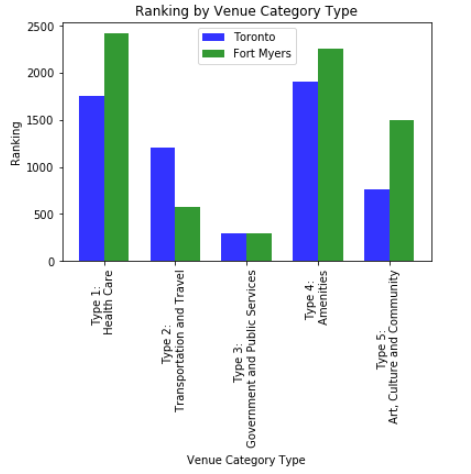 Ranking by Venue Category Type
Toronto
Fort Myers
Ranking
2500
2000
1500
1000
500
0
Type 1:
Health Care
Type 2:
Transportation and Travel
Type 3:
Government and Public Services
Type 4:
Amenities
Type 5:
Art, Culture and Community
Venue Category Type